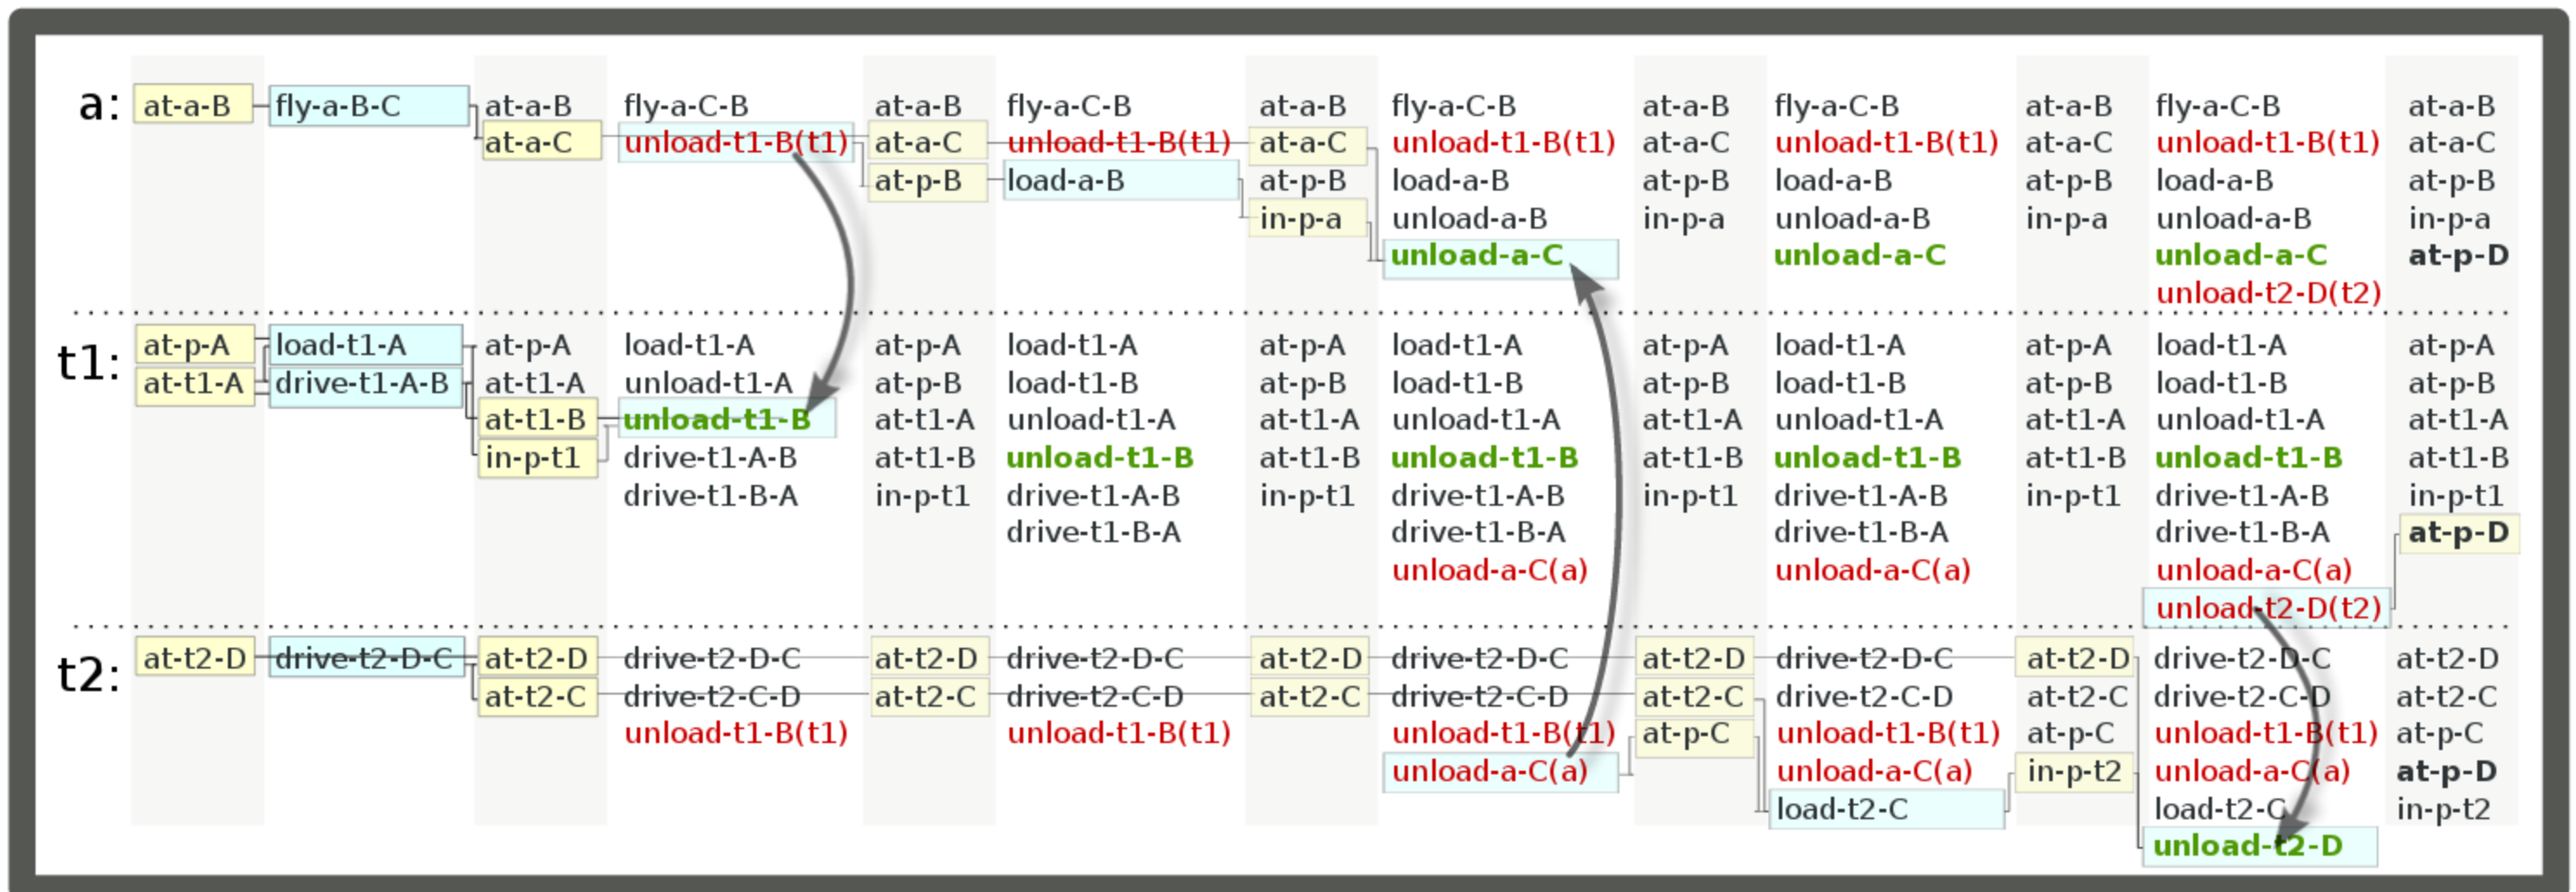 a: at-a-B fly-a-B-C at-a-B fly-a-C-B at-a-B fly-a-C-B at-a-B fly-a-C-B at-a-B fly-a-C-B at-a-B fly-a-C-B at-a-B
at-a-C unload-t1-B(t1) at-a-C unload-t1-B(t1) at-a-C unload-t1-B(t1) at-a-C unload-t1-B(t1) at-a-C unload-t1-B(t1) at-a-C
at-p-B load-a-B at-p-B load-a-B at-p-B load-a-B at-p-B load-a-B at-p-B
in-p-a unload-a-B in-p-a unload-a-B in-p-a unload-a-B in-p-a
unload-a-C unload-a-C unload-a-C at-p-D
unload-t2-D(t2)
t1: at-p-A load-t1-A at-p-A load-t1-A at-p-A load-t1-A at-p-A load-t1-A at-p-A load-t1-A at-p-A load-t1-A at-p-A
at-t1-A drive-t1-A-B at-t1-A unload-t1-A at-p-B load-t1-B at-p-B load-t1-B at-p-B load-t1-B at-p-B load-t1-B at-p-B
at-t1-B unload-t1-B at-t1-A unload-t1-A at-t1-A unload-t1-A at-t1-A unload-t1-A at-t1-A unload-t1-A at-t1-A
in-p-t1 drive-t1-A-B at-t1-B unload-t1-B at-t1-B unload-t1-B at-t1-B unload-t1-B at-t1-B unload-t1-B at-t1-B
drive-t1-B-A in-p-t1 drive-t1-A-B in-p-t1 drive-t1-A-B in-p-t1 drive-t1-A-B in-p-t1 drive-t1-A-B in-p-t1
drive-t1-B-A drive-t1-B-A drive-t1-B-A drive-t1-B-A at-p-D
unload-a-C(a) unload-a-C(a) unload-a-C(a)
unload-t2-D(t2)
t2: at-t2-D drive-t2-D-C at-t2-D drive-t2-D-C at-t2-D drive-t2-D-C at-t2-D drive-t2-D-C at-t2-D drive-t2-D-C at-t2-D drive-t2-D-C at-t2-D
at-t2-C drive-t2-C-D at-t2-C drive-t2-C-D at-t2-C drive-t2-C-D at-t2-C drive-t2-C-D at-t2-C drive-t2-C-D at-t2-C
unload-t1-B(t1) unload-t1-B(t1) unload-t1-B(t1) at-p-C unload-t1-B(t1) at-p-C unload-t1-B(t1) at-p-C
unload-a-C(a) unload-a-C(a) in-p-t2 unload-a-C(a) at-p-D
load-t2-C load-t2-C in-p-t2
unload-t2-D